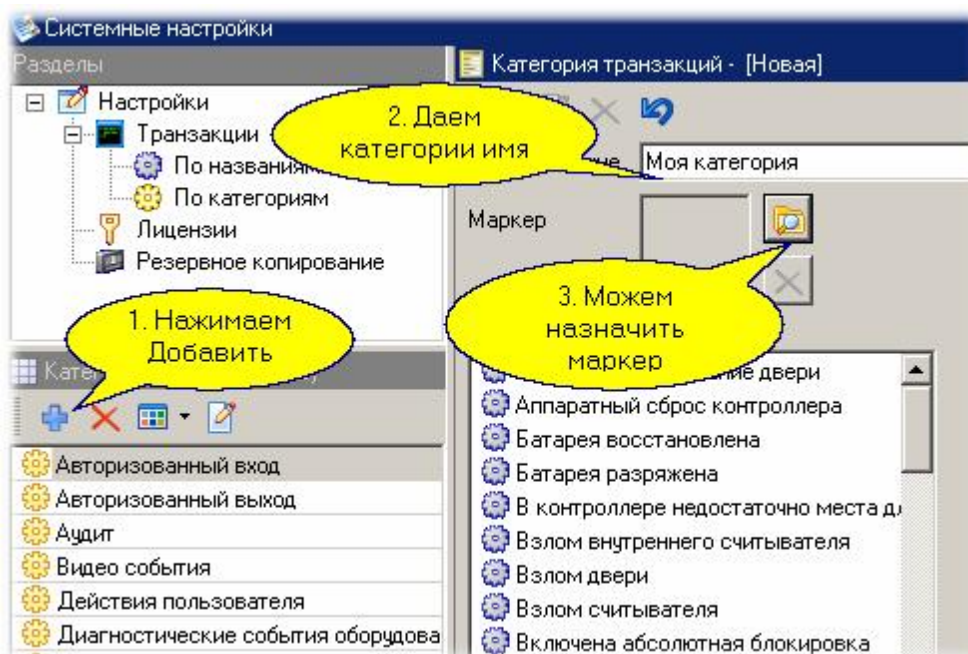 Системные настройки
Разделы
Настройки
Транзакции
По названиям
По категориям
Лицензии
Резервное копирование
1. Нажимаем
Добавить
Авторизованный вход
Авторизованный выход
Аудит
Видео события
Действия пользователя
Диагностические события оборудова
Категория транзакций - [Новая]
2. Даем
категории имя
Моя категория
Маркер
3. Можем
назначить
маркер
двери
Аппаратный сброс контроллера
Батарея восстановлена
Батарея разряжена
В контроллере недостаточно места
Взлом внутреннего считывателя
Взлом двери
Взлом считывателя
Включена абсолютная блокировка